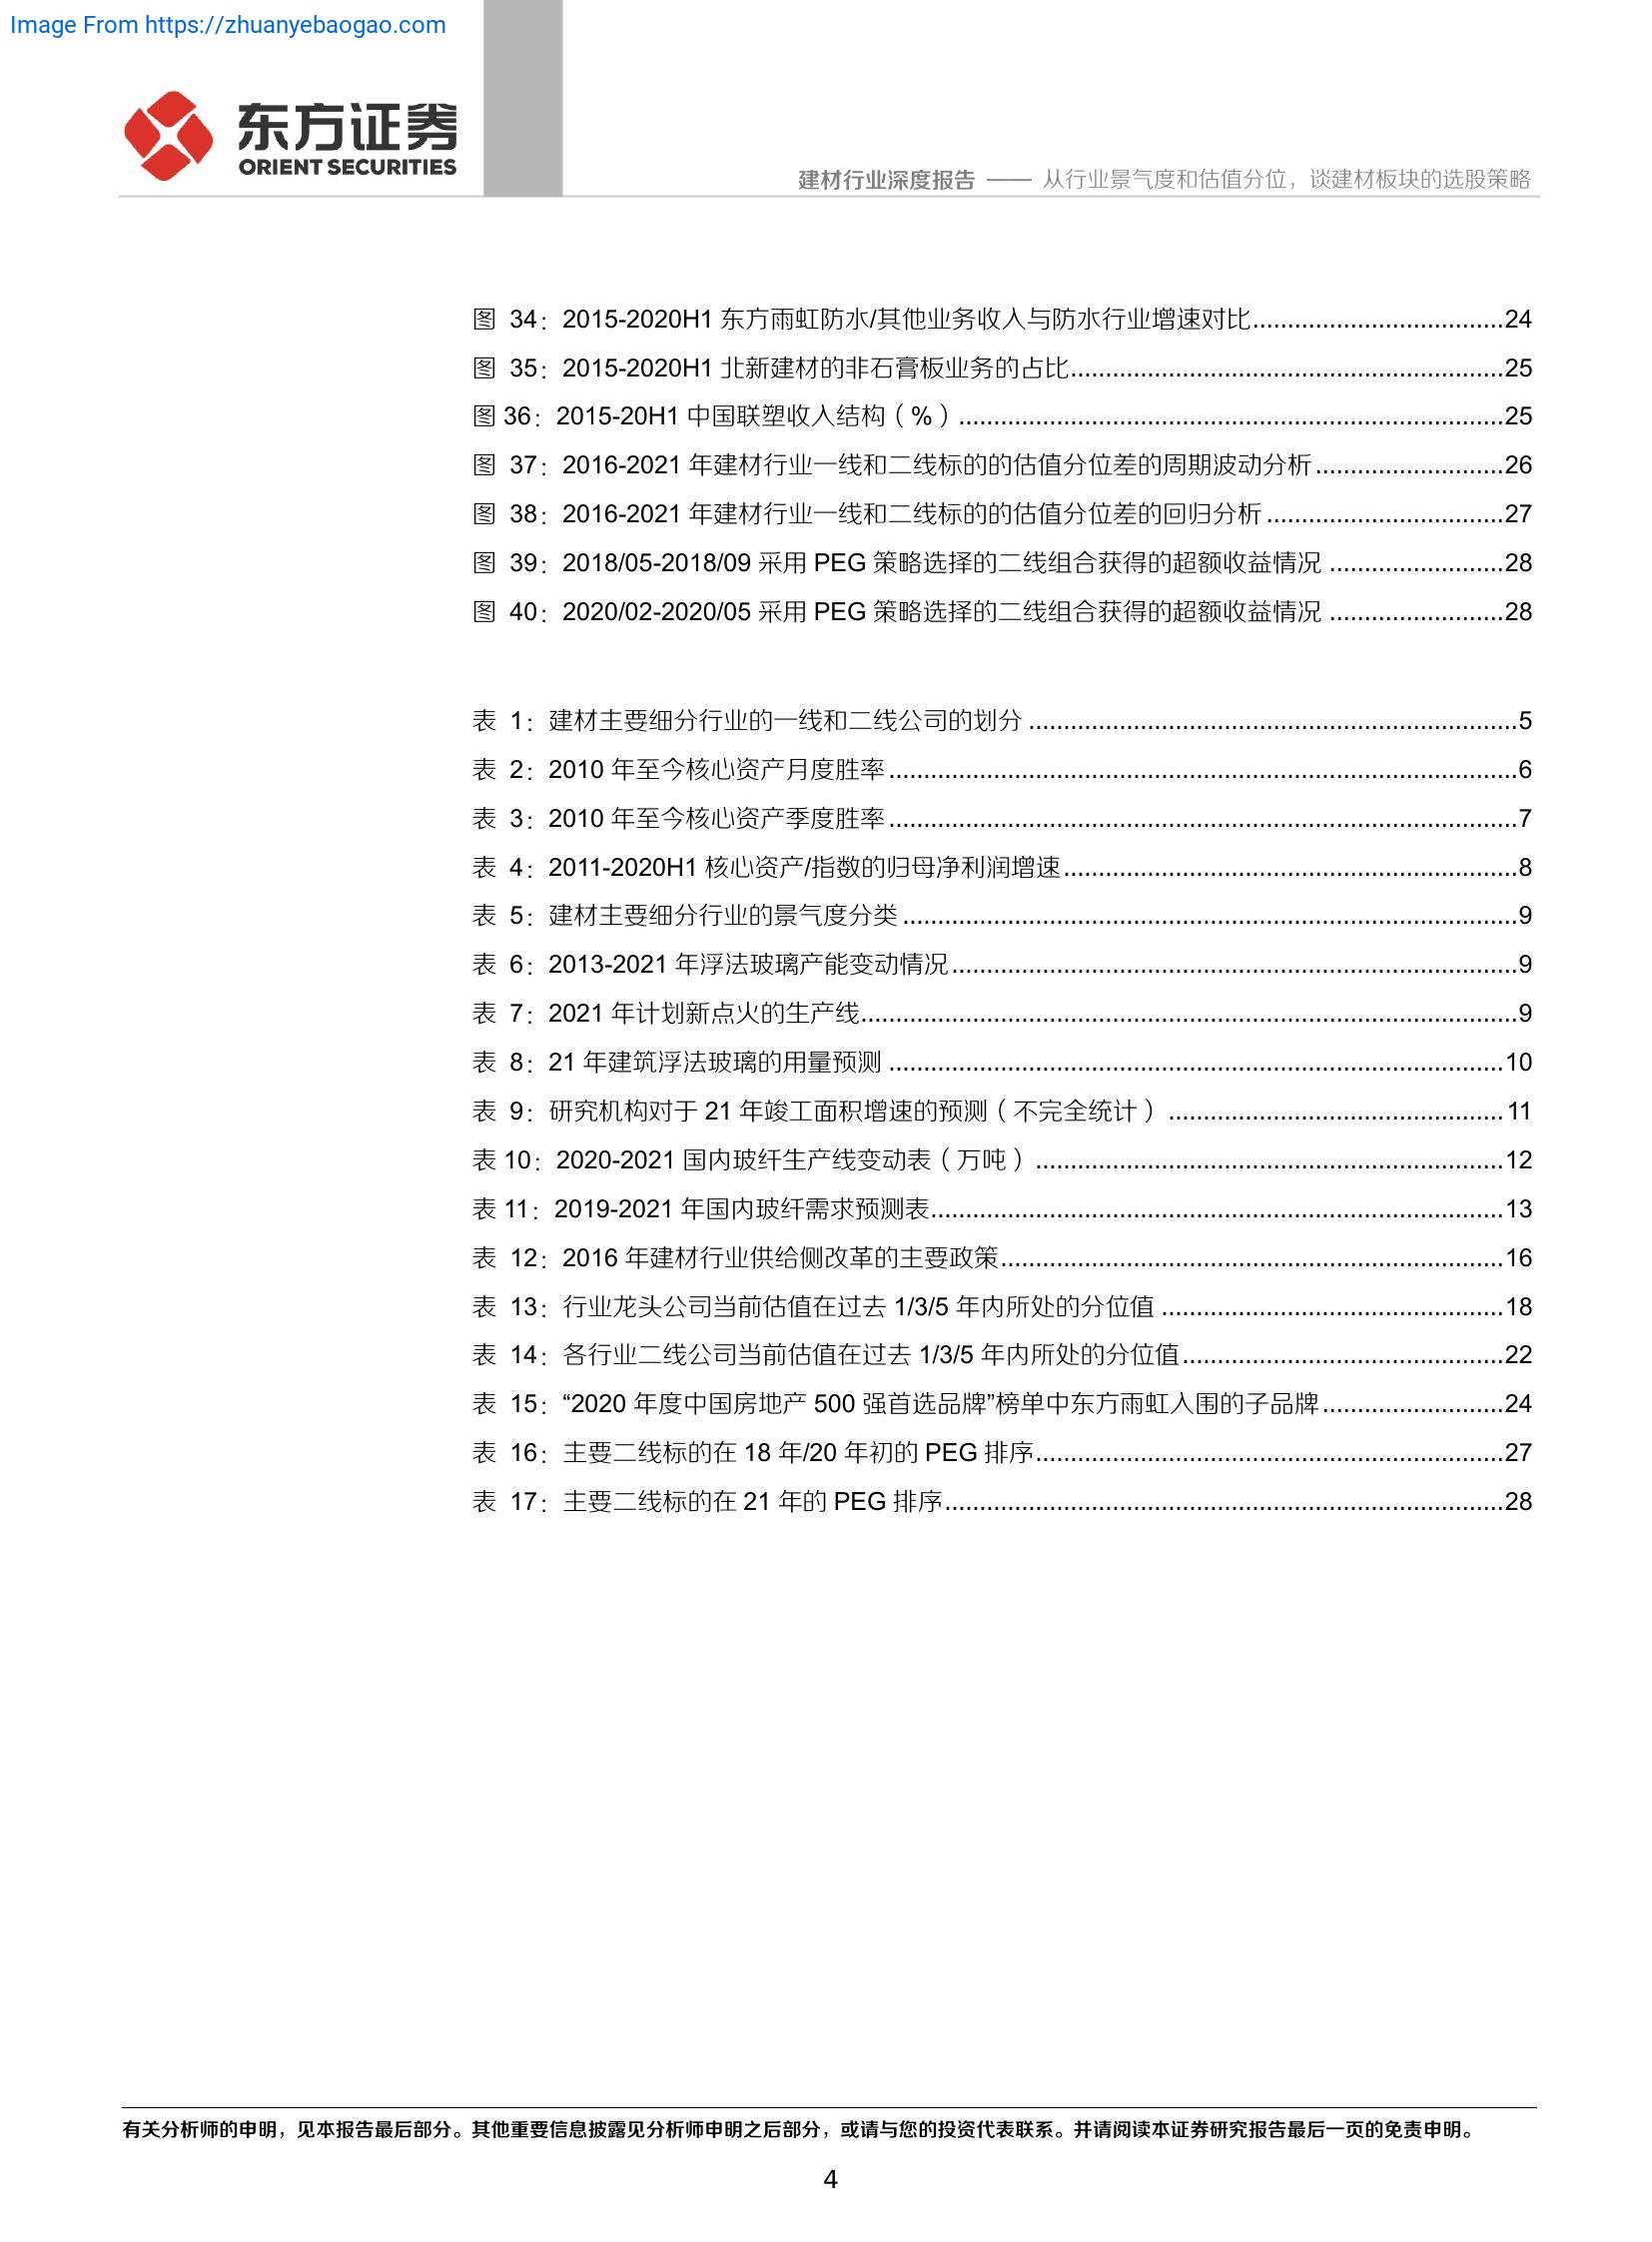 Image From https://zhuanyebaogao.com
东方证券
ORIENT SECURITIES
建材行业深度报告 —— 从行业景气度和估值分位，谈建材板块的选股策略
图 34：2015-2020H1 东方雨虹防水/其他业务收入与防水行业增速对比....................................24
图 35：2015-2020H1 北新建材的非石膏板业务的占比..............................................................25
图 36：2015-20H1 中国联塑收入结构（%）..............................................................................25
图 37：2016-2021 年建材行业一线和二线标的的估值分位差的周期波动分析...........................26
图 38：2016-2021 年建材行业一线和二线标的的估值分位差的回归分析..................................27
图 39：2018/05-2018/09 采用 PEG 策略选择的二线组合获得的超额收益情况.........................28
图 40：2020/02-2020/05 采用 PEG 策略选择的二线组合获得的超额收益情况.........................28
表 1：建材主要细分行业的一线和二线公司的划分......................................................................5
表 2：2010 年至今核心资产月度胜率..........................................................................................6
表 3：2010 年至今核心资产季度胜率..........................................................................................7
表 4：2011-2020H1 核心资产/指数的归母净利润增速.................................................................8
表 5：建材主要细分行业的景气度分类........................................................................................9
表 6：2013-2021 年浮法玻璃产能变动情况.................................................................................9
表 7：2021 年计划新点火的生产线..............................................................................................9
表 8：21 年建筑浮法玻璃的用量预测........................................................................................10
表 9：研究机构对于 21 年竣工面积增速的预测（不完全统计）................................................11
表 10：2020-2021 国内玻纤生产线变动表（万吨）...................................................................12
表 11：2019-2021 年国内玻纤需求预测表..................................................................................13
表 12：2016 年建材行业供给侧改革的主要政策........................................................................16
表 13：行业龙头公司当前估值在过去 1/3/5 年内所处的分位值.................................................18
表 14：各行业二线公司当前估值在过去 1/3/5 年内所处的分位值..............................................22
表 15：“2020 年度中国房地产 500 强首选品牌”榜单中东方雨虹入围的子品牌..........................24
表 16：主要二线标的在 18 年/20 年初的 PEG 排序...................................................................27
表 17：主要二线标的在 21 年的 PEG 排序................................................................................28
有关分析师的申明，见本报告最后部分。其他重要信息披露见分析师申明之后部分，或请与您的投资代表联系。并请阅读本证券研究报告最后一页的免责申明。
4